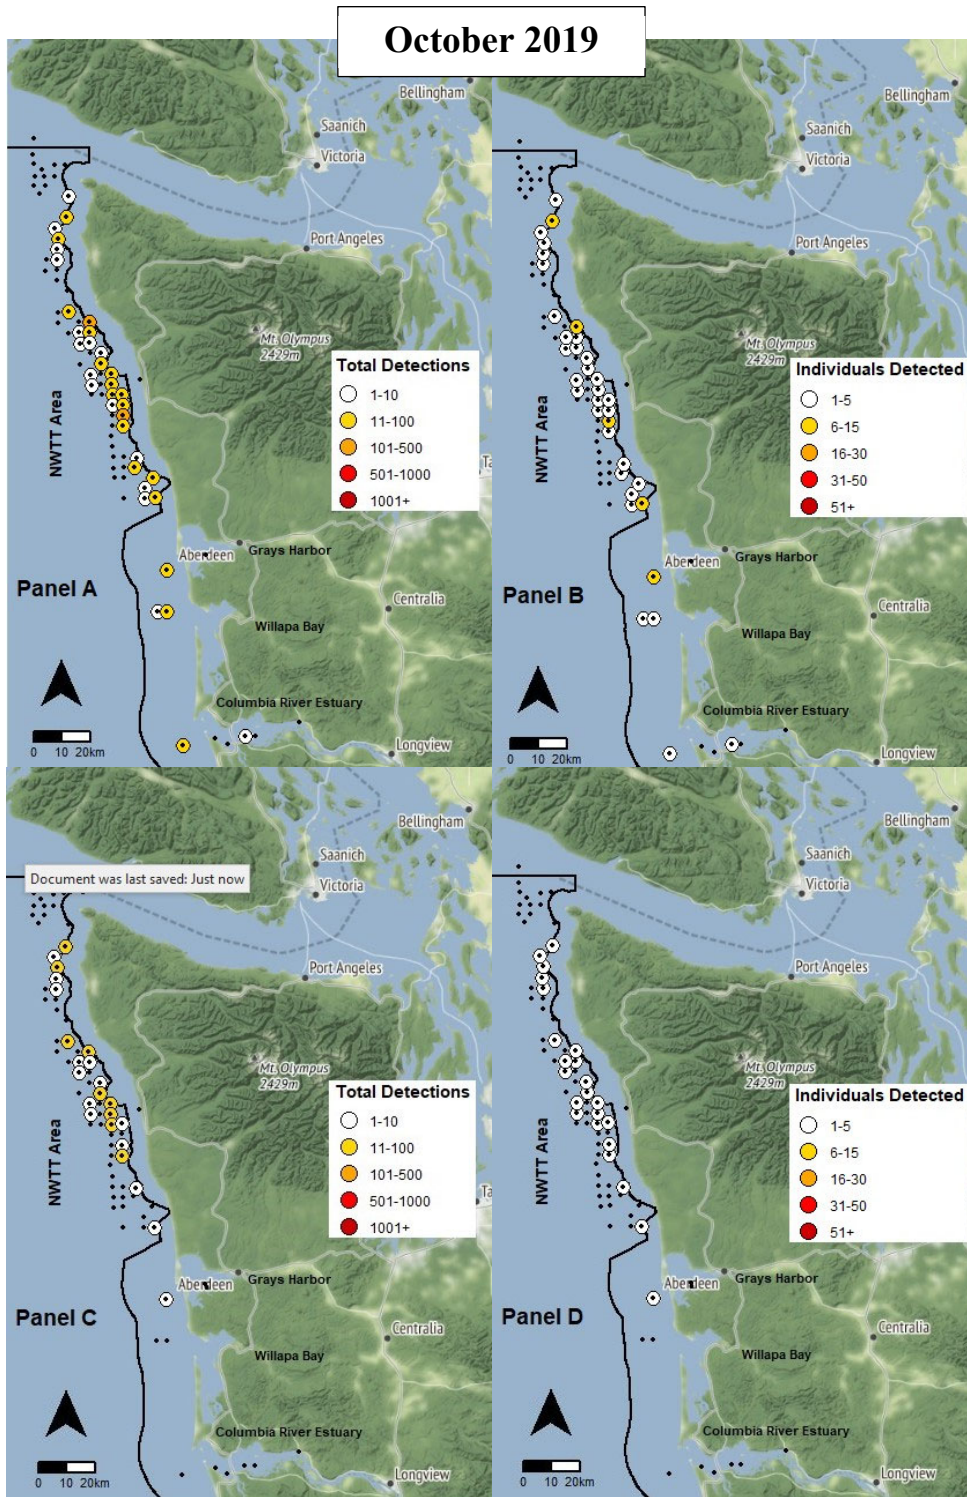 October 2019
Bellingham
Saanich
Victoria
Port Angeles
Mt. Olympus
2429m
Total Detections
1-10
11-100
101-500
501-1000
1001+
NWTT Area
Ta
Aberdeen
Grays Harbor
Panel A
Centralia
Willapa Bay
Columbia River Estuary
0 10 20km
Longview
Bellingham
Saanich
Victoria
Port Angeles
Mt. Olympus
2429m
Individuals Detected
1-5
6-15
16-30
31-50
51+
NWTT Area
Aberdeen
Grays Harbor
Panel B
Centralia
Willapa Bay
Columbia River Estuary
0 10 20km
Longview
Bellingham
Saanich
Document was last saved: Just now
Victoria
Port Angeles
Mt. Olympus
2429m
Total Detections
1-10
11-100
101-500
501-1000
1001+
NWTT Area
Ta
Aberdeen
Grays Harbor
Panel C
Centralia
Willapa Bay
Columbia River Estuary
0 10 20km
Longview
Bellingham
Saanich
Victoria
Port Angeles
Mt. Olympus
2429m
Individuals Detected
1-5
6-15
16-30
31-50
51+
NWTT Area
Aberdeen
Grays Harbor
Panel D
Centralia
Willapa Bay
Columbia River Estuary
0 10 20km
Longview